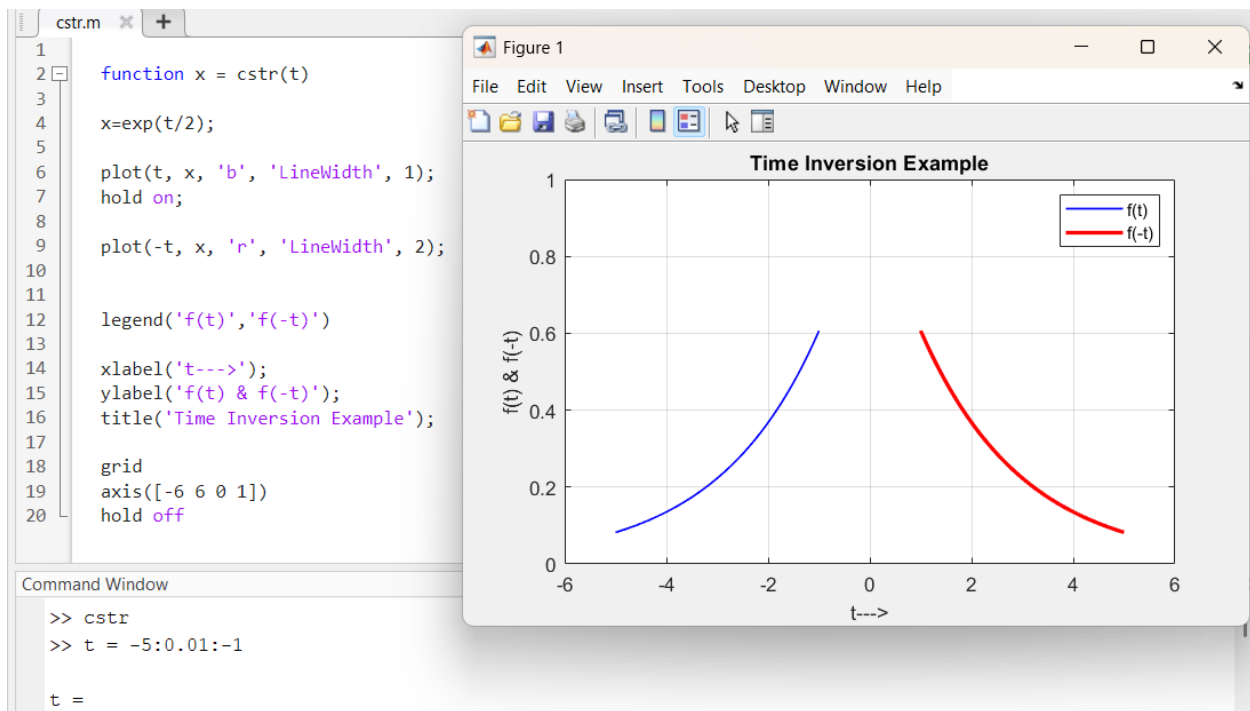 cstr.m
1
2 function x = cstr(t)
3
4 x=exp(t/2);
5
6 plot(t, x, 'b', 'LineWidth', 1);
7 hold on;
8
9 plot(-t, x, 'r', 'LineWidth', 2);
10
11
12 legend('f(t)','f(-t)')
13
14 xlabel('t--->');
15 ylabel('f(t) & f(-t)');
16 title('Time Inversion Example');
17
18 grid
19 axis([-6 6 0 1])
20 hold off
Command Window
>> cstr
>> t = -5:0.01:-1
t =
Figure 1
File Edit View Insert Tools Desktop Window Help
Time Inversion Example
f(t)
f(-t)
1
0.8
0.6
0.4
0.2
0
f(t) & f(-t)
-6 -4 -2 0 2 4 6
t--->